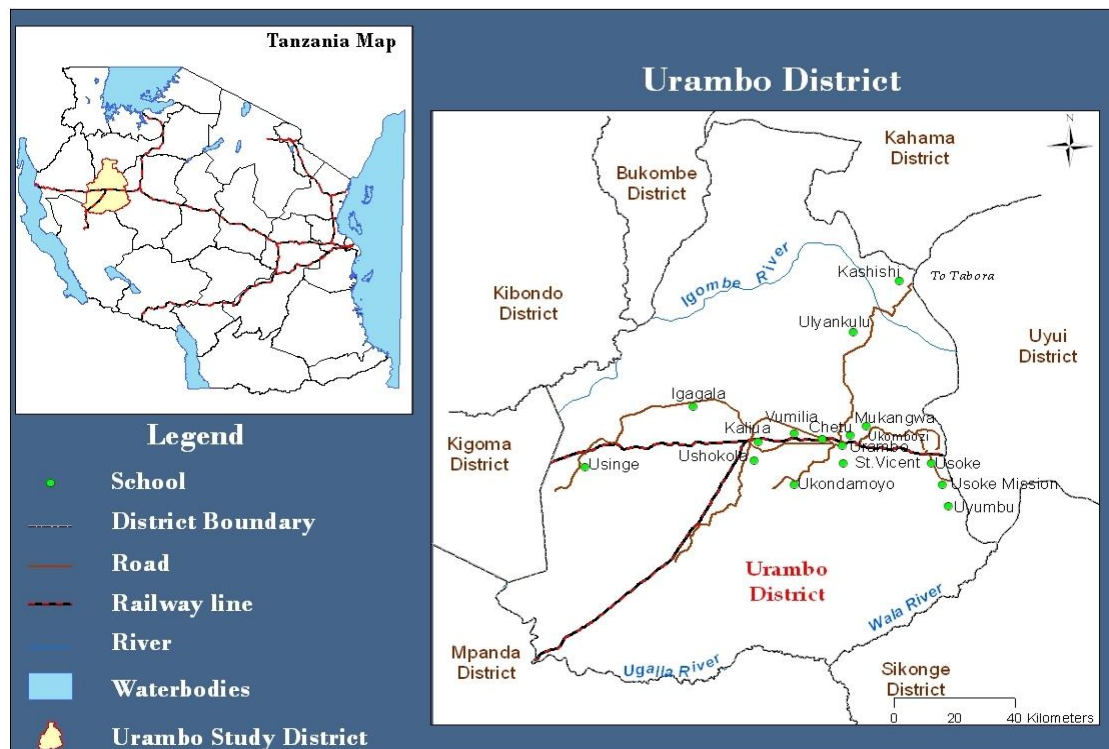 Tanzania Map
Urambo District
Legend
School
District Boundary
Road
Railway line
River
Waterbodies
Urambo Study District
N
Kahama
District
Bukombe
District
Igombe River
Kashishi
To Tabora
Kibondo
District
Ulyankulu
Uyui
District
Igagala
Vumilia
Mukangwa
Kaliua
Chetu
Ukombozi
Kigoma
District
Urambo
Usinge
Ushokola
St.Vicent
Usoke
Ukondamoyo
Usoke Mission
Uyumbu
Urambo
District
Wala River
Mpanda
District
Ugalla River
Sikonge
District
0 20 40 Kilometers